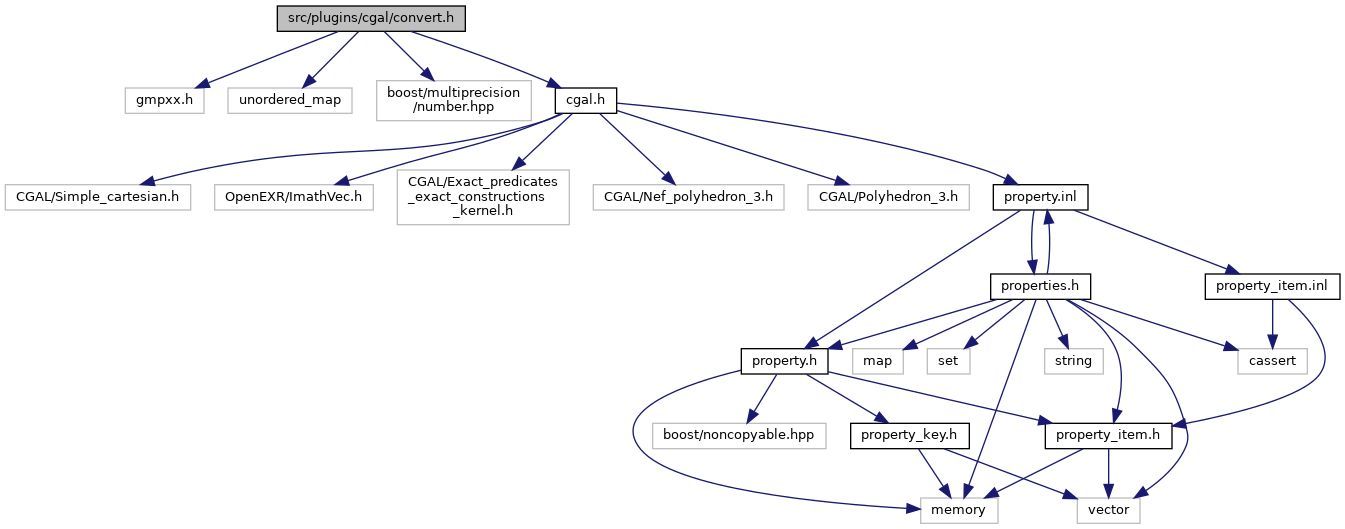 src/plugins/cgal/convert.h
gmpxx.h
unordered_map
boost/multiprecision
/number.hpp
cgal.h
CGAL/Simple_cartesian.h
OpenEXR/ImathVec.h
CGAL/Exact_predicates
_exact_constructions
_kernel.h
CGAL/Nef_polyhedron_3.h
CGAL/Polyhedron_3.h
property.inl
properties.h
property_item.inl
property.h
map
set
string
cassert
boost/noncopyable.hpp
property_key.h
property_item.h
memory
vector